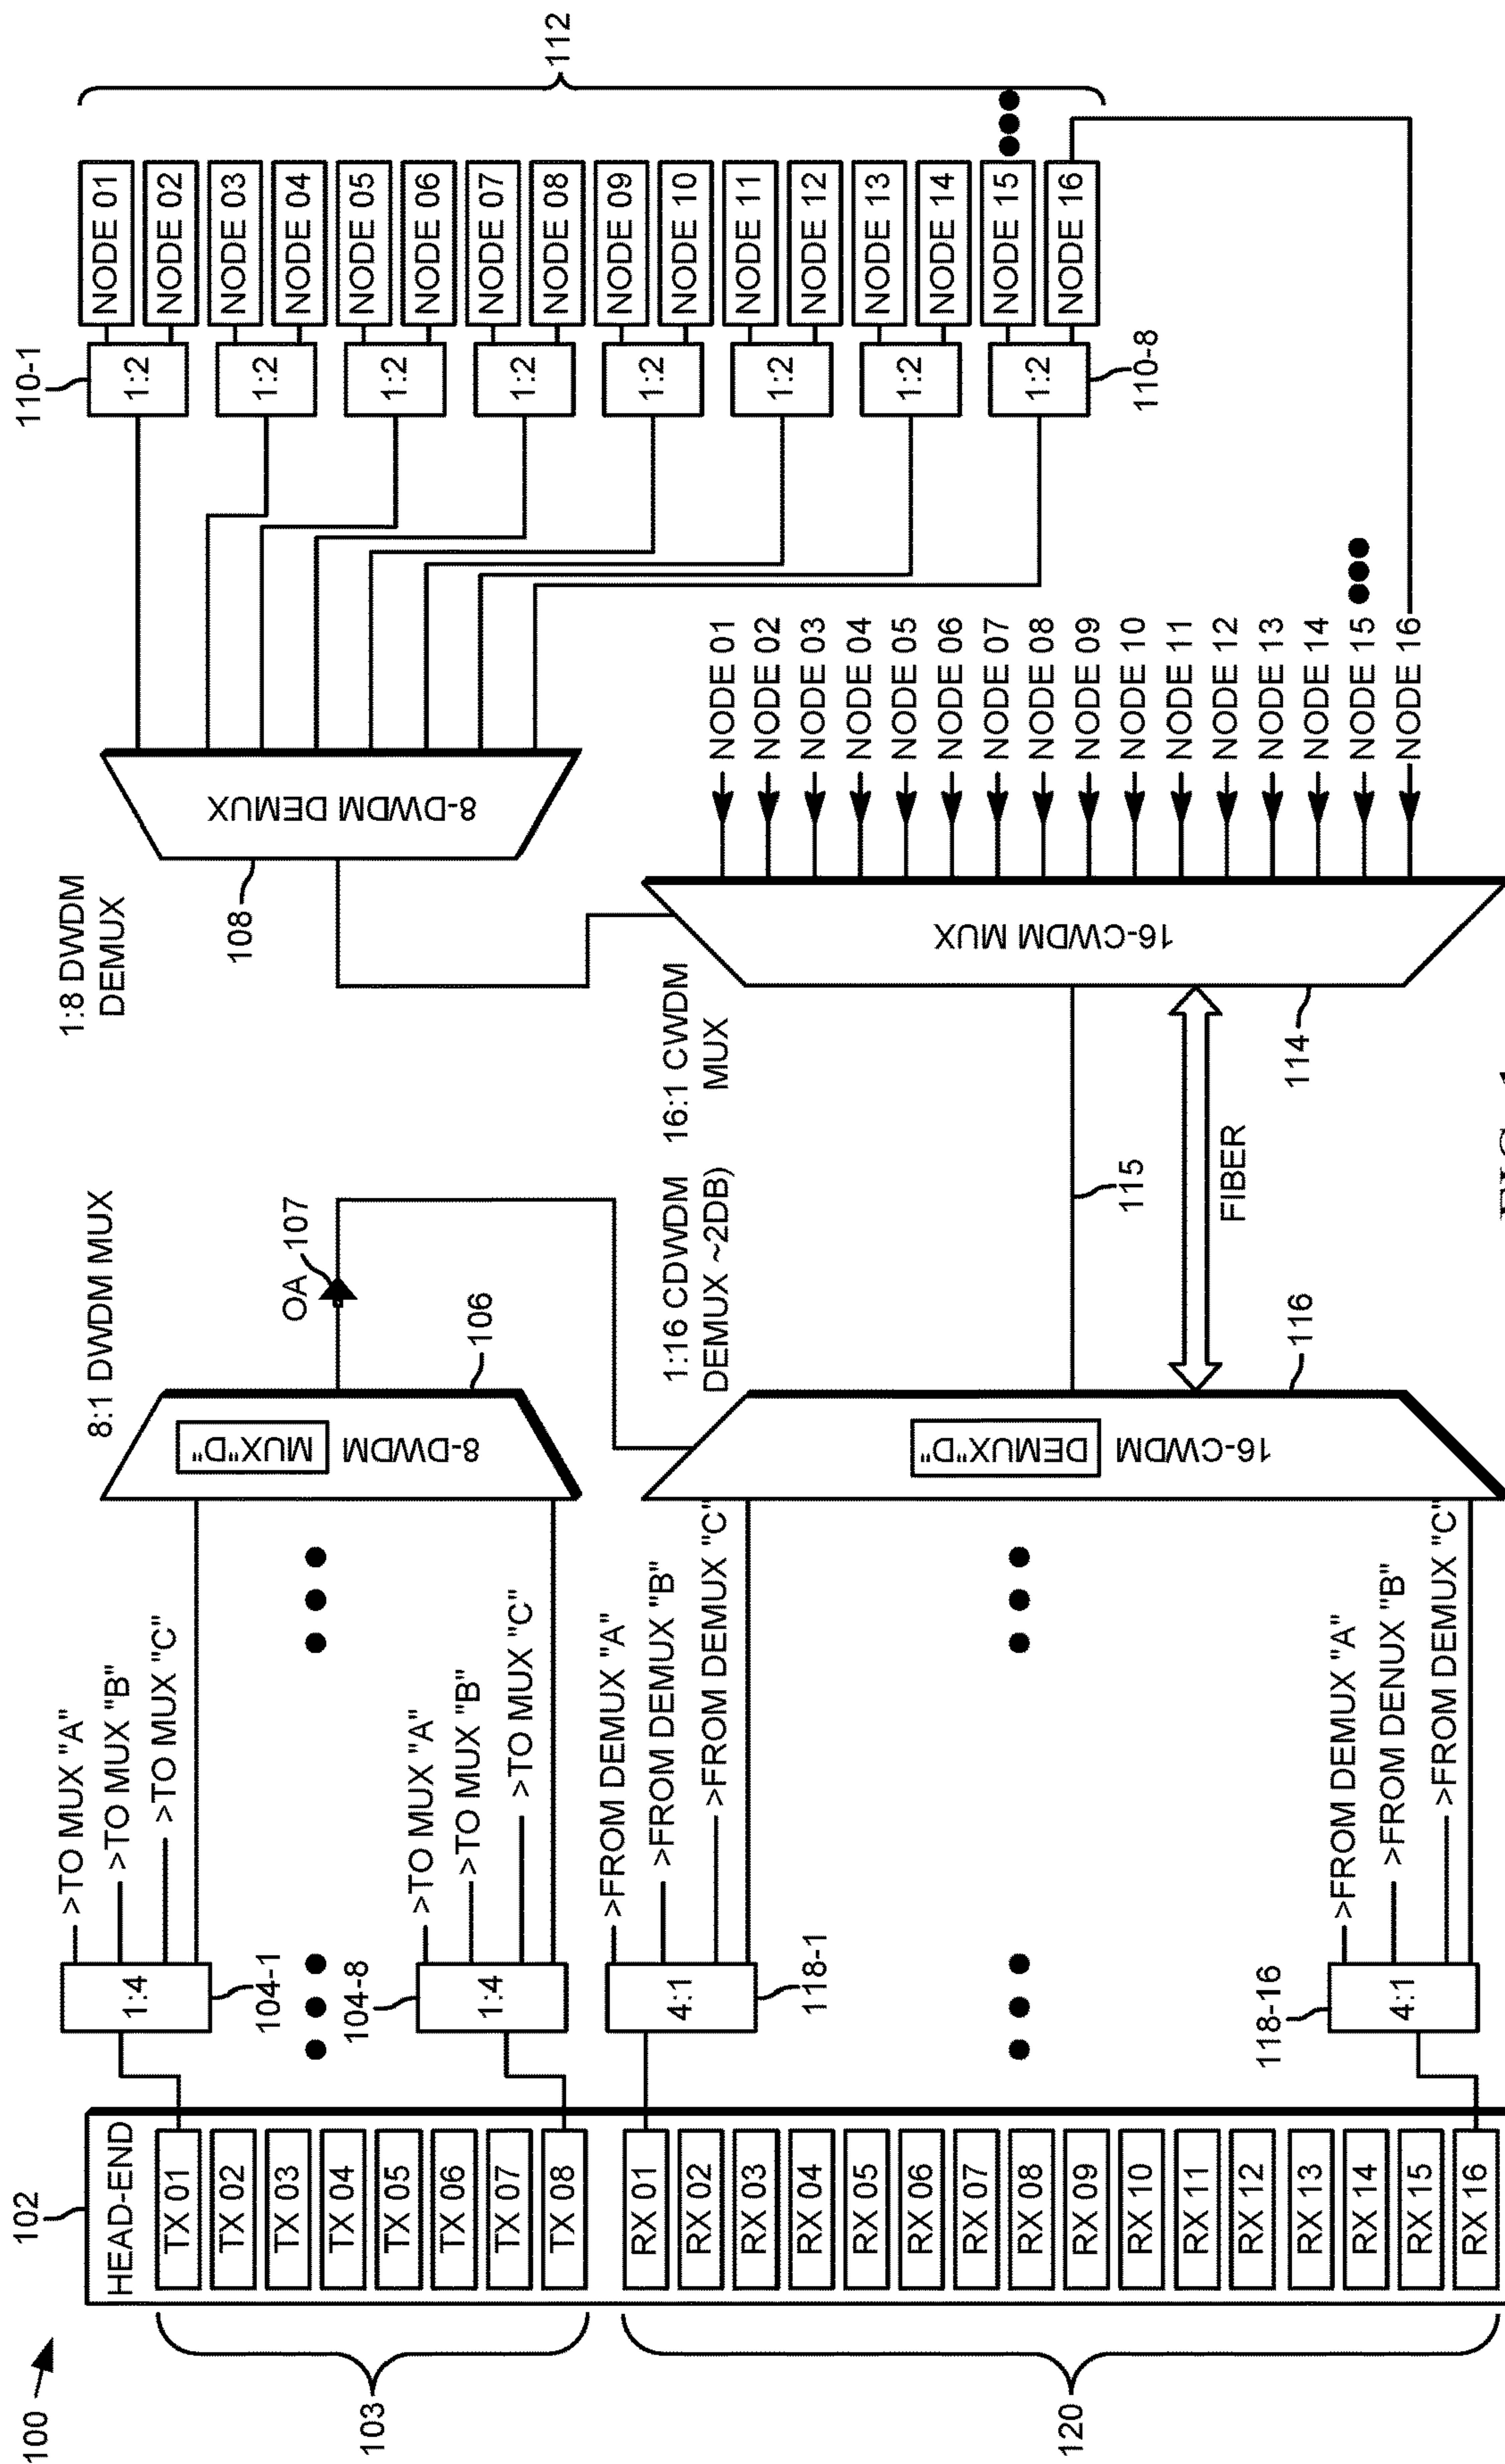 100
102
HEAD-END
103
TX 01
TX 02
TX 03
TX 04
TX 05
TX 06
TX 07
TX 08
120
RX 01
RX 02
RX 03
RX 04
RX 05
RX 06
RX 07
RX 08
RX 09
RX 10
RX 11
RX 12
RX 13
RX 14
RX 15
RX 16
1:4
104-1
>TO MUX "A"
>TO MUX "B"
>TO MUX "C"
1:4
104-8
>TO MUX "A"
>TO MUX "B"
>TO MUX "C"
4:1
118-1
>FROM DEMUX "A"
>FROM DEMUX "B"
>FROM DEMUX "C"
4:1
118-16
>FROM DEMUX "A"
>FROM DENUX "B"
>FROM DEMUX "C"
8:1 DWDM MUX
8-DWDM
MUX"D"
106
OA
107
1:16 CDWDM
DEMUX ~2DB)
16-CWDM
DEMUX"D"
116
115
FIBER
16:1 CWDM
MUX
16-CWDM MUX
114
1:8 DWDM
DEMUX
8-DWDM DEMUX
108
NODE 01
NODE 02
NODE 03
NODE 04
NODE 05
NODE 06
NODE 07
NODE 08
NODE 09
NODE 10
NODE 11
NODE 12
NODE 13
NODE 14
NODE 15
NODE 16
110-1
1:2
1:2
1:2
1:2
1:2
1:2
1:2
1:2
110-8
NODE 01
NODE 02
NODE 03
NODE 04
NODE 05
NODE 06
NODE 07
NODE 08
NODE 09
NODE 10
NODE 11
NODE 12
NODE 13
NODE 14
NODE 15
NODE 16
112